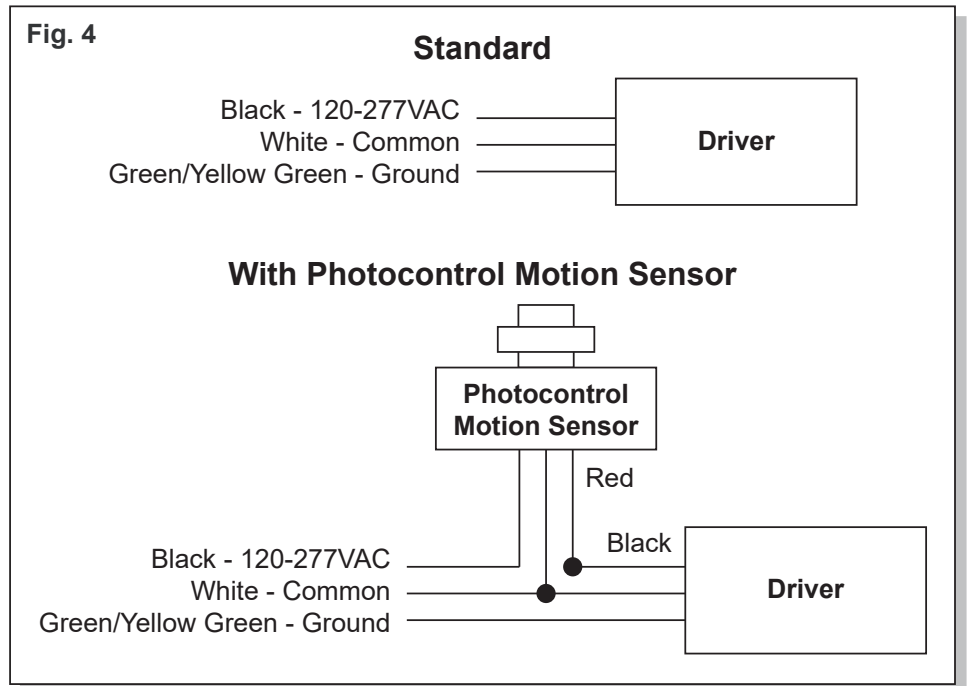 Fig. 4
Standard
Black - 120-277VAC
White - Common
Green/Yellow Green - Ground
Driver
With Photocontrol Motion Sensor
Photocontrol
Motion Sensor
Red
Black
Black - 120-277VAC
White - Common
Green/Yellow Green - Ground
Driver